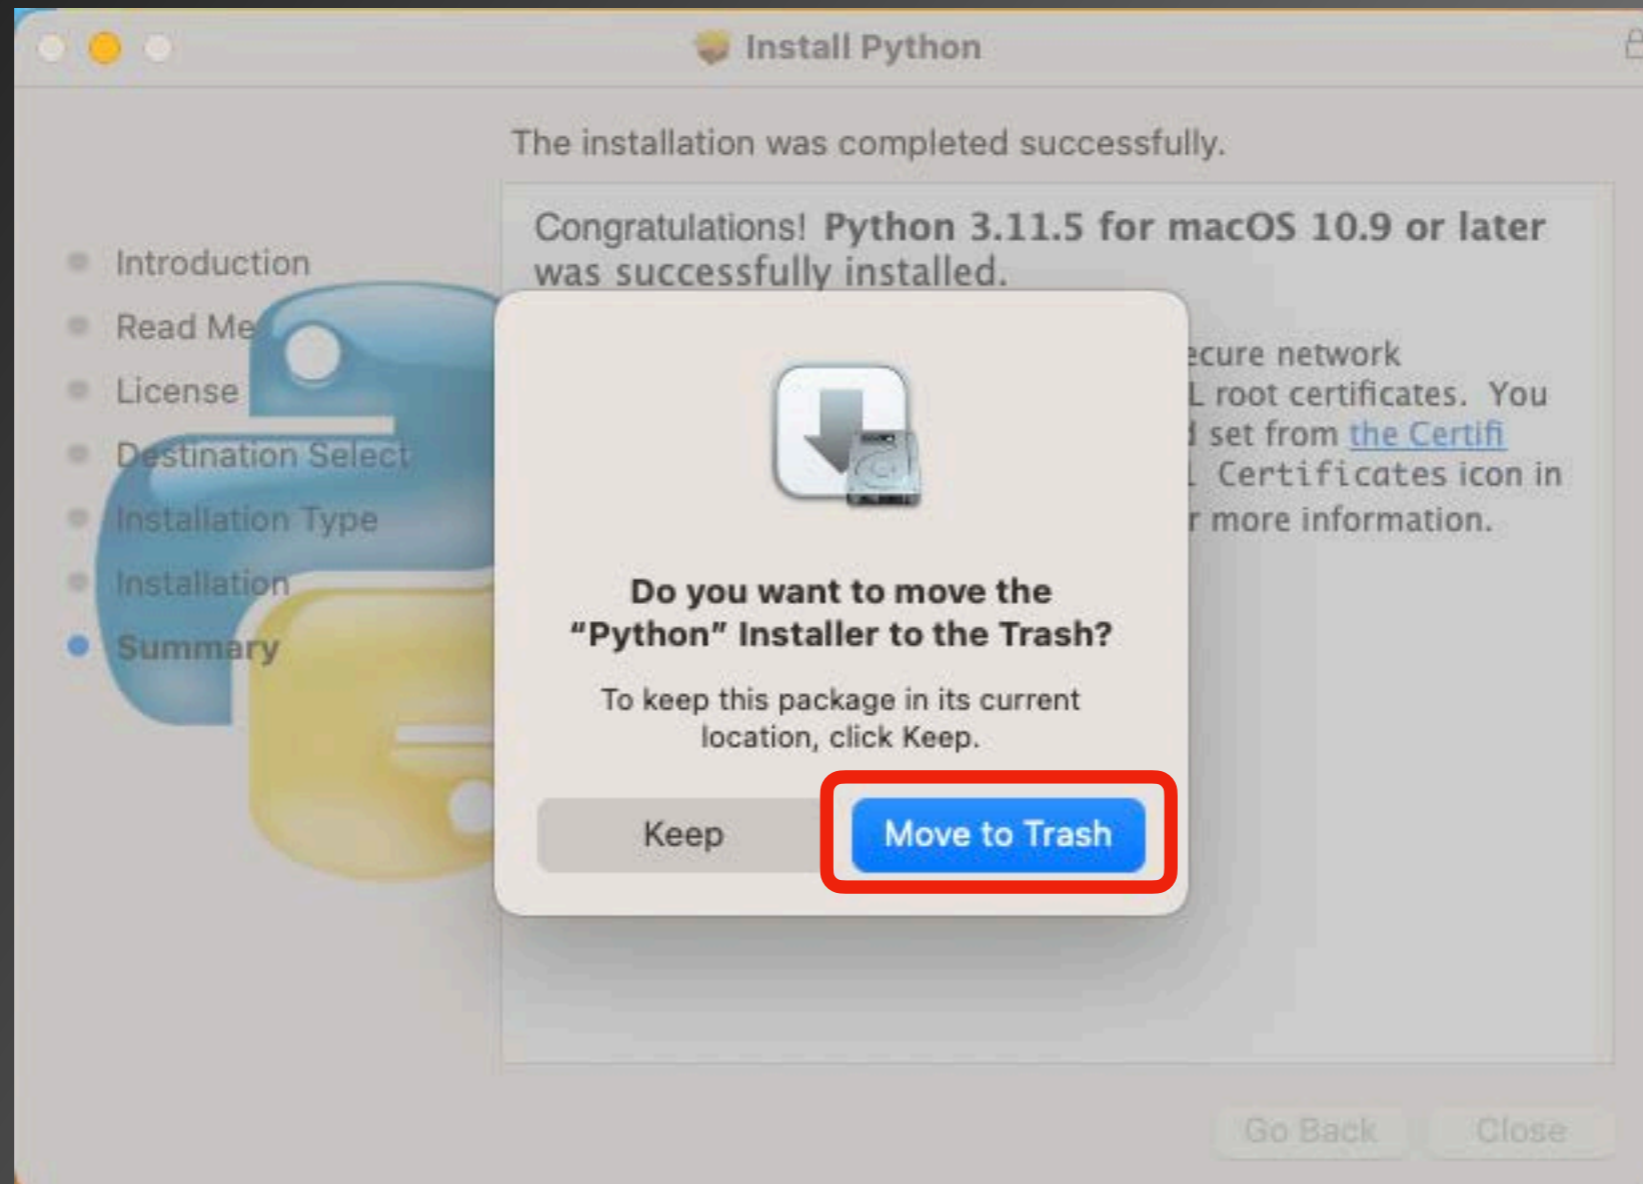 Install Python
The installation was completed successfully.
Introduction
Read Me
License
Destination Select
Installation Type
Installation
Summary
Congratulations! Python 3.11.5 for macOS 10.9 or later
was successfully installed.
ecure network
L root certificates. You
d set from the Certifi
Certificates icon in
r more information.
Do you want to move the
“Python” Installer to the Trash?
To keep this package in its current
location, click Keep.
Keep
Move to Trash
Go Back
Close